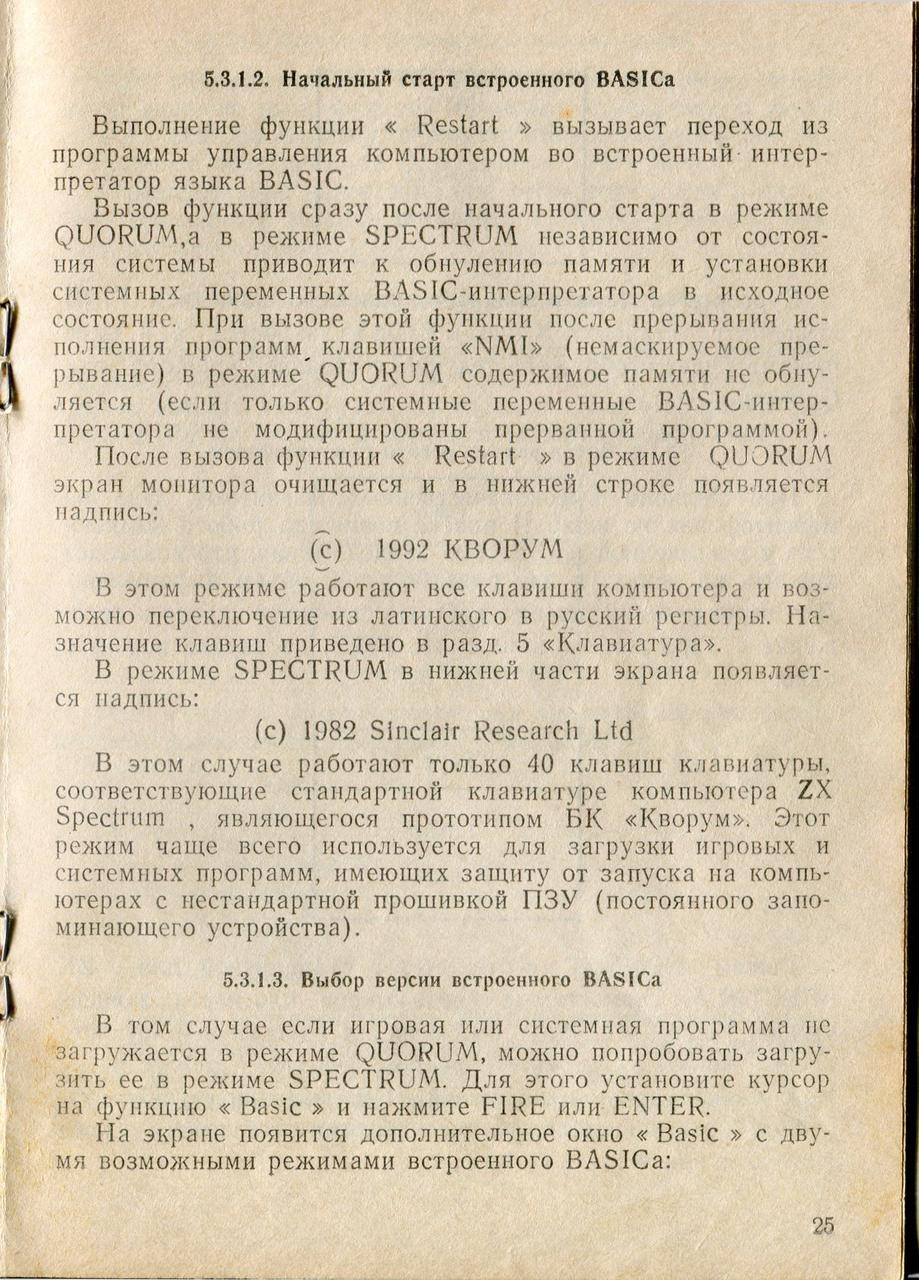 5.3.1.2. Начальный старт встроенного BASICа
Выполнение функции « Restart » вызывает переход из
программы управления компьютером во встроенный интер-
претатор языка BASIC.
Вызов функции сразу после начального старта в режиме
QUORUM,а в режиме SPECTRUM независимо от состоя-
ния системы приводит к обнулению памяти и установки
системных переменных BASIC-интерпретатора в исходное
состояние. При вызове этой функции после прерывания ис-
полнения программ, клавишей «NMI» (немаскируемое пре-
рывание) в режиме QUORUM содержимое памяти не обну-
ляется (если только системные переменные BASIC-интер-
претатора не модифицированы прерванной программой).
После вызова функции « Restart » в режиме QUORUM
экран монитора очищается и в нижней строке появляется
надпись:
(c) 1992 КВОРУМ
В этом режиме работают все клавиши компьютера и воз-
можно переключение из латинского в русский регистры. На-
значение клавиш приведено в разд. 5 «Клавиатура».
В режиме SPECTRUM в нижней части экрана появляет-
ся надпись:
(c) 1982 Sinclair Research Ltd
В этом случае работают только 40 клавиш клавиатуры,
соответствующие стандартной клавиатуре компьютера ZX
Spectrum , являющегося прототипом БК «Кворум». Этот
режим чаще всего используется для загрузки игровых и
системных программ, имеющих защиту от запуска на компь-
ютерах с нестандартной прошивкой ПЗУ (постоянного запо-
минающего устройства).
5.3.1.3. Выбор версии встроенного BASICа
В том случае если игровая или системная программа не
загружается в режиме QUORUM, можно попробовать загру-
зить ее в режиме SPECTRUM. Для этого установите курсор
на функцию « Basic » и нажмите FIRE или ENTER.
На экране появится дополнительное окно « Basic » с дву-
мя возможными режимами встроенного BASICа:
25